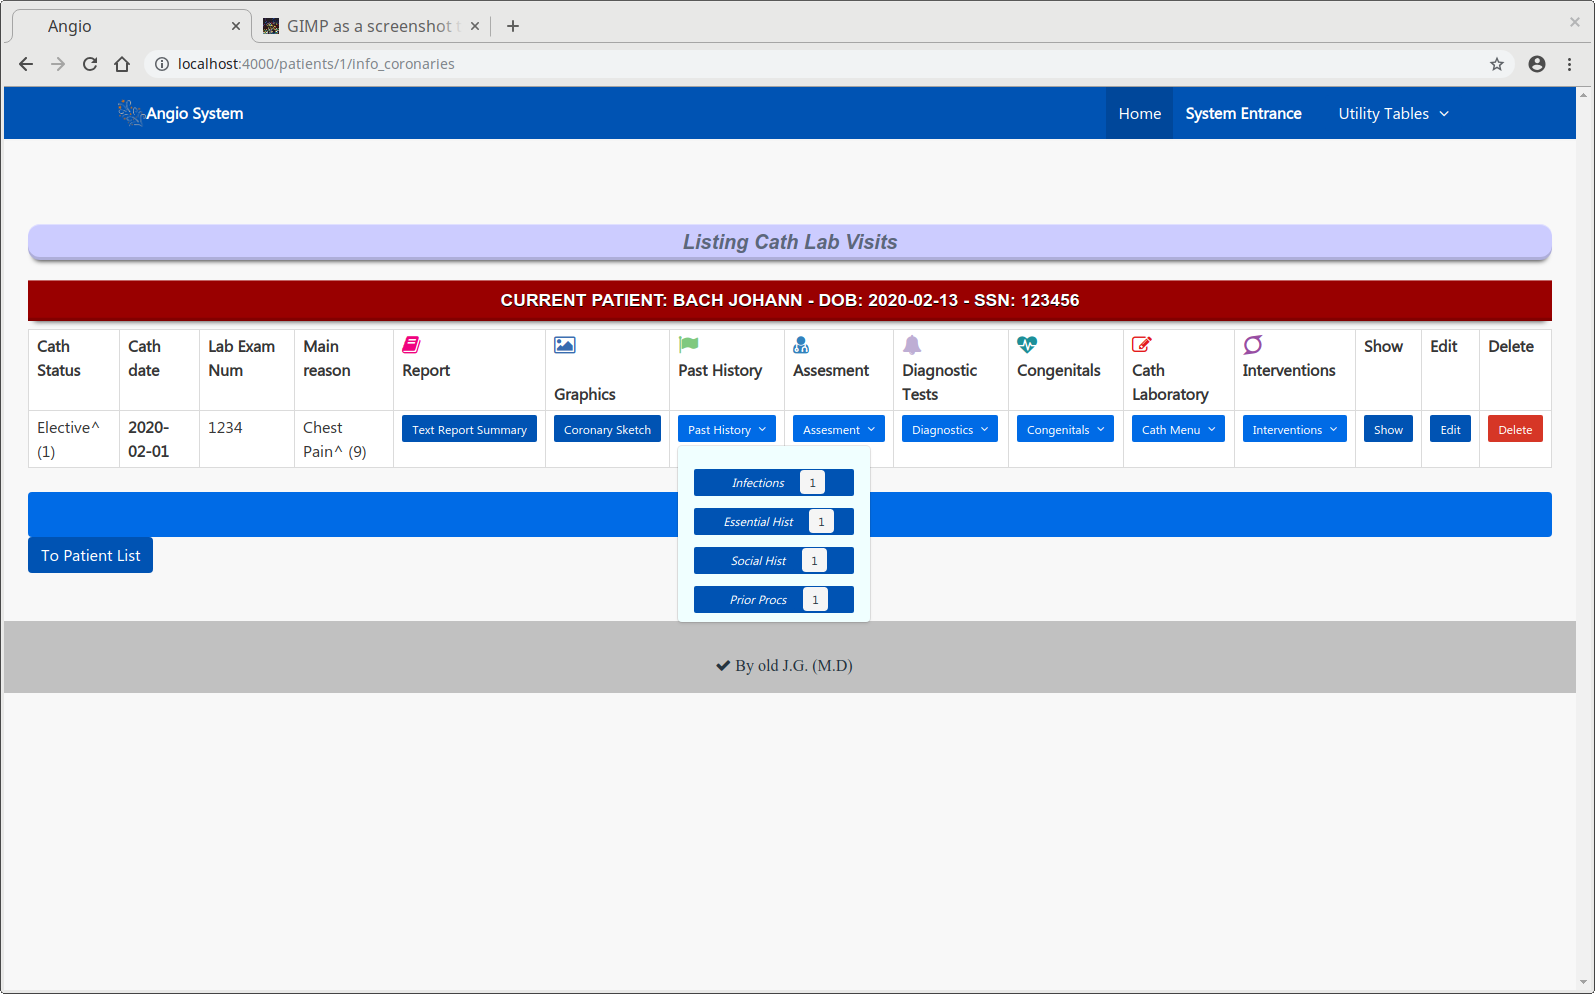 Angio
GIMP as a screenshot
localhost:4000/patients/1/info_coronaries
Angio System
Home
System Entrance
Utility Tables
Listing Cath Lab Visits
CURRENT PATIENT: BACH JOHANN - DOB: 2020-02-13 - SSN: 123456
Cath
Status
Cath
date
Lab Exam
Num
Main
reason
Report
Graphics
Past History
Assesment
Diagnostic
Tests
Congenitals
Cath
Laboratory
Interventions
Show
Edit
Delete
Elective^
(1)
2020-
02-01
1234
Chest
Pain^ (9)
Text Report Summary
Coronary Sketch
Past History
Assesment
Diagnostics
Congenitals
Cath Menu
Interventions
Show
Edit
Delete
Infections 1
Essential Hist 1
Social Hist 1
Prior Procs 1
To Patient List
By old J.G. (M.D)